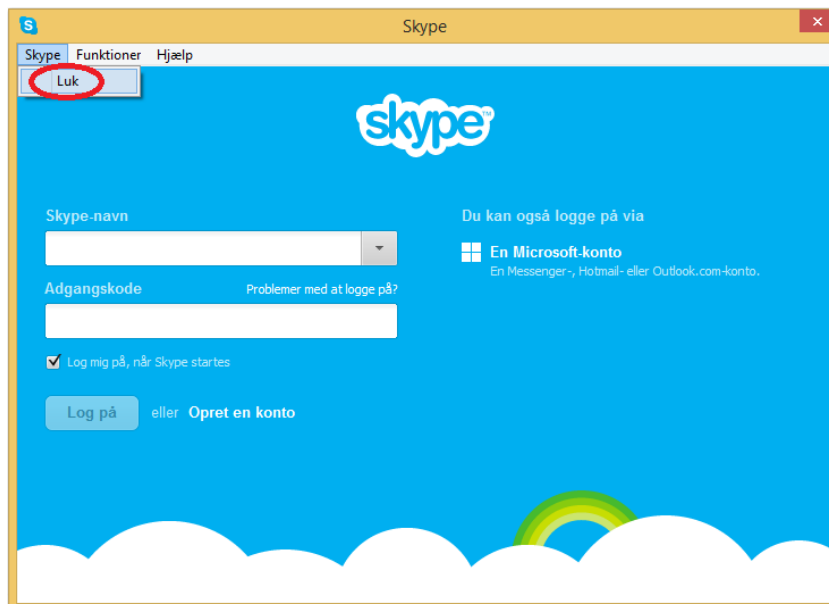 Skype
Skype Funktioner Hjælp
Luk
skype™
Skype-navn
Adgangskode Problemer med at logge på?
Log mig på, når Skype startes
Log på eller Opret en konto
Du kan også logge på via
En Microsoft-konto
En Messenger-, Hotmail- eller Outlook.com-konto.